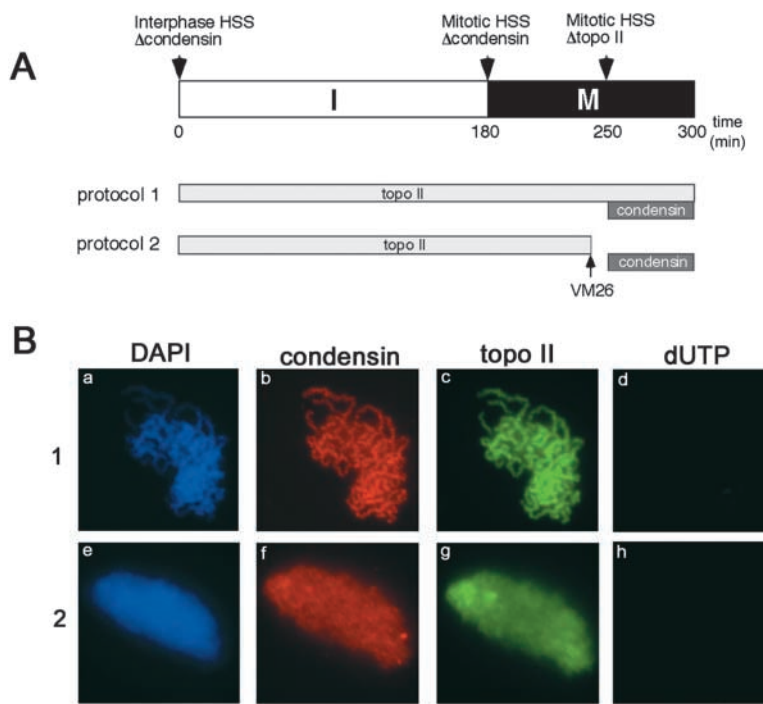 A
Interphase HSS
Δcondensin
Mitotic HSS
Δcondensin
Mitotic HSS
Δtopo II
I
M
0
180
250
300
time
(min)
protocol 1
topo II
condensin
protocol 2
topo II
condensin
VM26
B
DAPI
condensin
topo II
dUTP
1
a
b
c
d
2
e
f
g
h